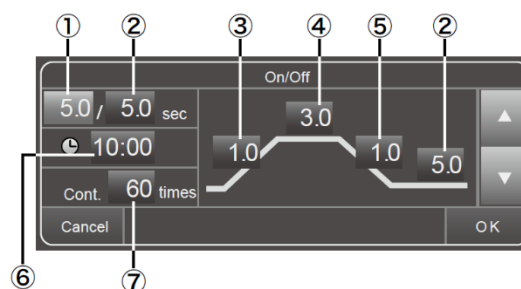 ① ② ③ ④ ⑤ ②
On/Off
5.0 / 5.0 sec
3.0
10:00
1.0 1.0
5.0
Cont. 60 times
Cancel OK
⑥ ⑦